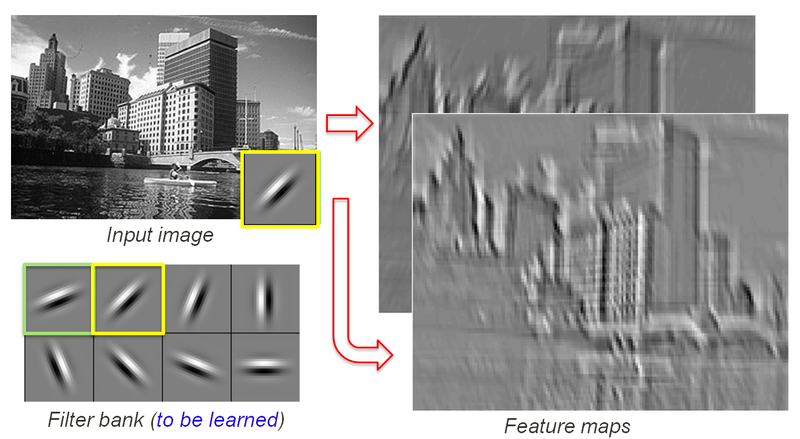 Input image
Filter bank (to be learned)
Feature maps